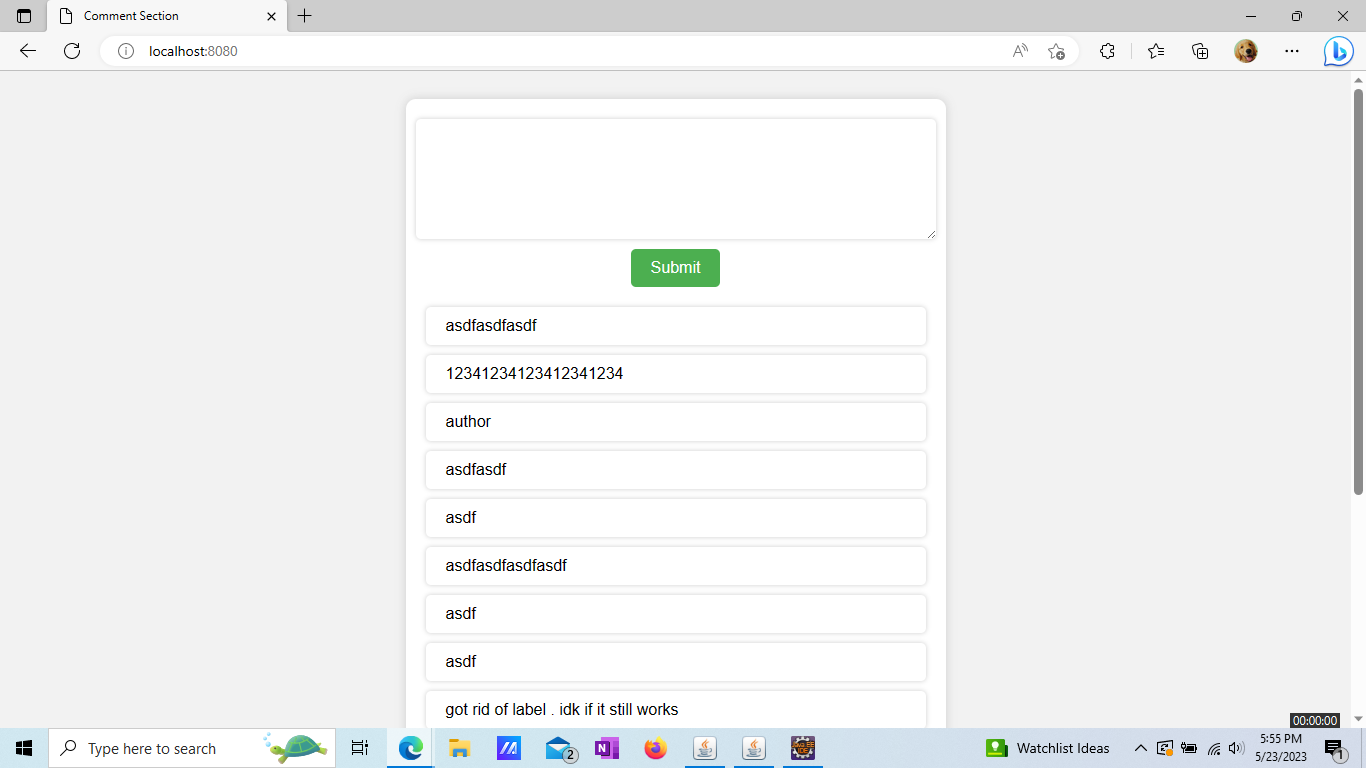 Comment Section
localhost:8080
Submit
asdfasdfasdf
12341234123412341234
author
asdfasdf
asdf
asdfasdfasdfasdf
asdf
asdf
got rid of label . idk if it still works
00:00:00
Type here to search
2
Watchlist Ideas
5:55 PM
5/23/2023
1